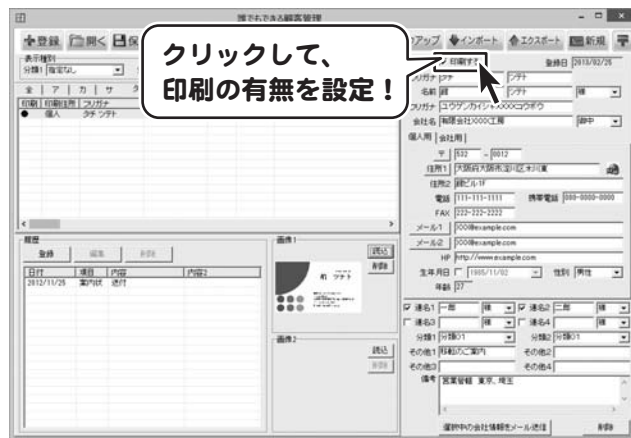 誰でもできる顧客管理
登録 開く 保
クリックして、
印刷の有無を設定!
アップ インポート エクスポート 新規
表示種別
分類1 指定なし
全 ア カ サ タ
印刷 印刷住所 フリガナ
● 個人
印刷す 登録日 2013/02/26
フリガナ
名前 様
フリガナ ユウゲンカイシャXXXXコウボウ
会社名 有限会社XXXX工房 御中
個人用 会社用
〒 532 - 0012
住所1 大阪府大阪市淀川区木川東
住所2 緑ビル1F
電話 111-111-1111 携帯電話 000-0000-0000
FAX 222-222-2222
メール1 XXX@example.com
メール2 XXX@example.com
HP http://www.example.com
生年月日 1985/11/02 性別 男性
年齢 27
連名1 一郎 様 連名2 二郎 様
連名3 様 連名4 様
分類1 分類01 分類2 分類01
その他1 移転のご案内 その他2
その他3 その他4
備考 営業管轄 東京、埼玉
選択中の会社情報をメール送信 削除
履歴
登録 編集 削除
日付 項目 内容 内容2
2012/11/25 案内状 送付
画像1
読込
削除
画像2
読込
削除